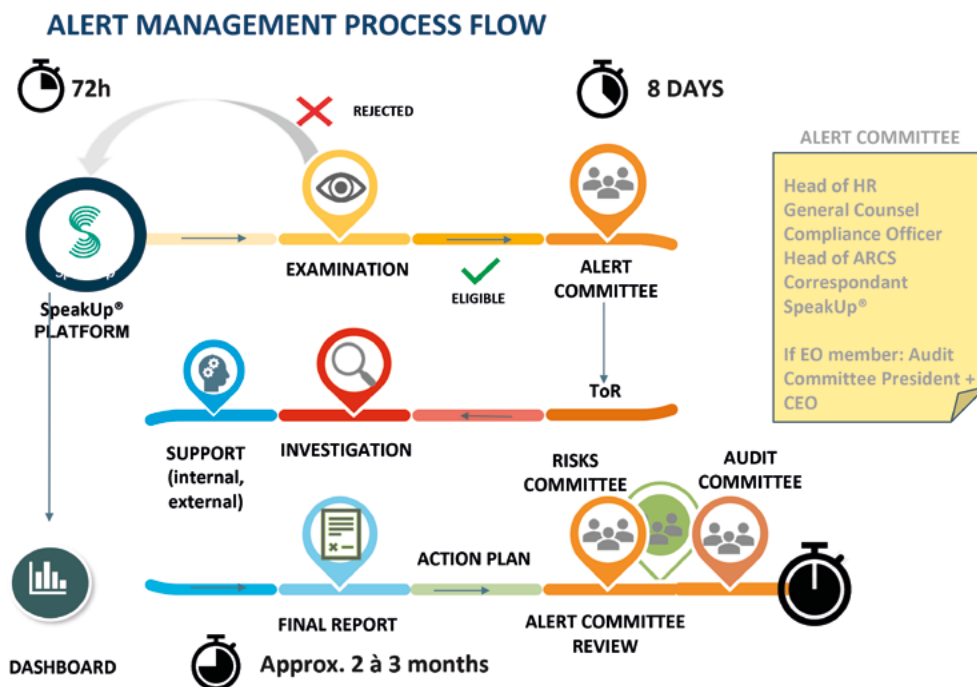 ALERT MANAGEMENT PROCESS FLOW
72h
REJECTED
8 DAYS
ALERT COMMITTEE
Head of HR
General Counsel
Compliance Officer
Head of ARCS
Correspondant
SpeakUp®
If EO member: Audit
Committee President +
CEO
SpeakUp®
PLATFORM
EXAMINATION
ELIGIBLE
ALERT
COMMITTEE
ToR
SUPPORT
(internal,
external)
INVESTIGATION
RISKS
COMMITTEE
AUDIT
COMMITTEE
ACTION PLAN
FINAL REPORT
ALERT COMMITTEE
REVIEW
DASHBOARD
Approx. 2 à 3 months